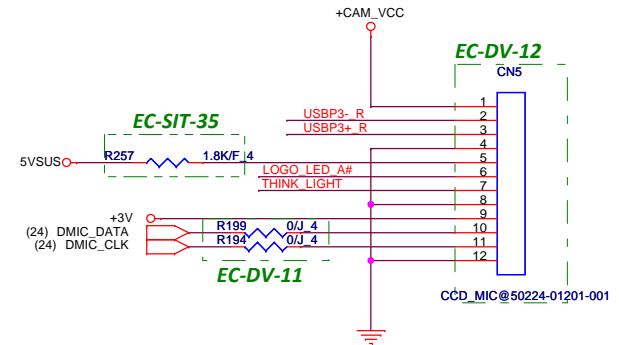 +CAM_VCC
EC-DV-12
CN5
1
USBP3-_R
2
USBP3+_R
3
EC-SIT-35
4
R257
1.8K/F_4
5VSUS
5
LOGO_LED_A#
6
THINK_LIGHT
7
8
+3V
9
(24) DMIC_DATA
R199
0/J_4
10
(24) DMIC_CLK
R194
0/J_4
11
12
EC-DV-11
CCD_MIC@50224-01201-001